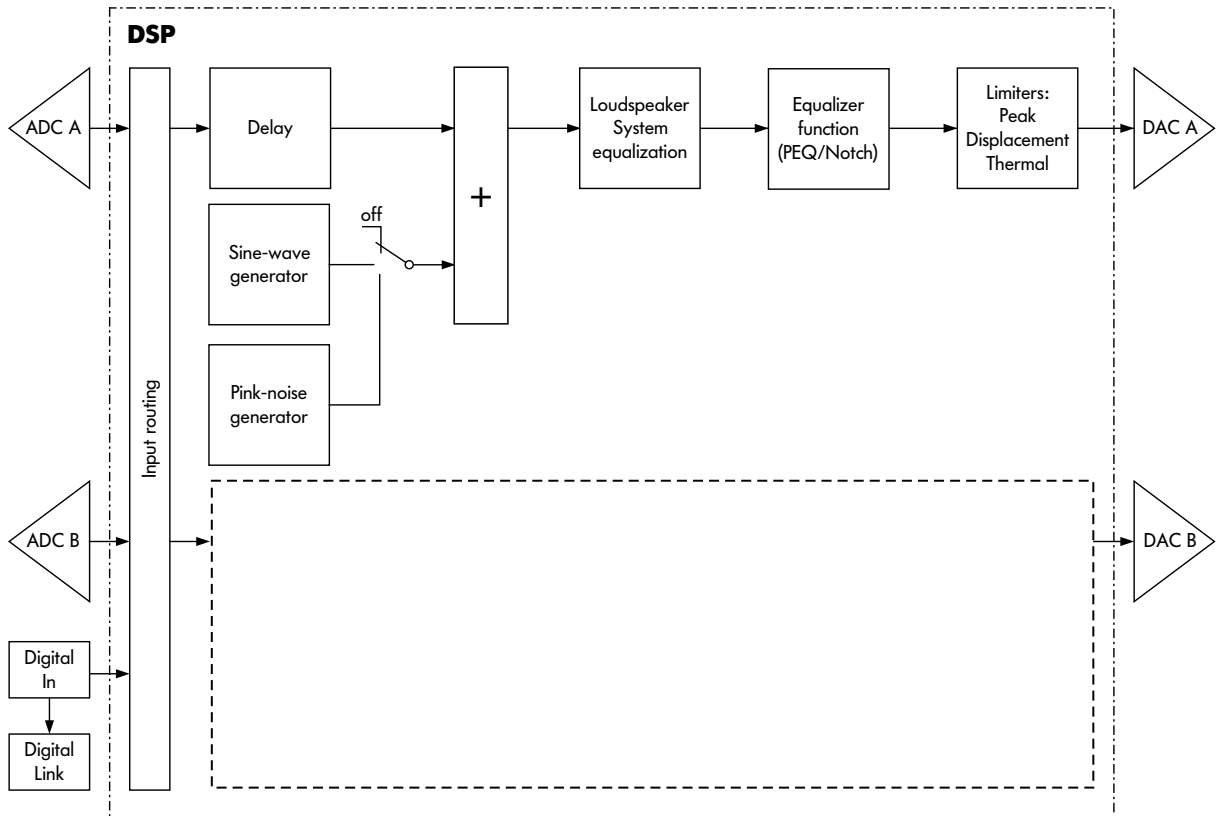 DSP
ADC A
Delay
+
Loudspeaker
System
equalization
Equalizer
function
(PEQ/Notch)
Limiters:
Peak
Displacement
Thermal
DAC A
off
Sine-wave
generator
Pink-noise
generator
Input routing
ADC B
DAC B
Digital
In
Digital
Link